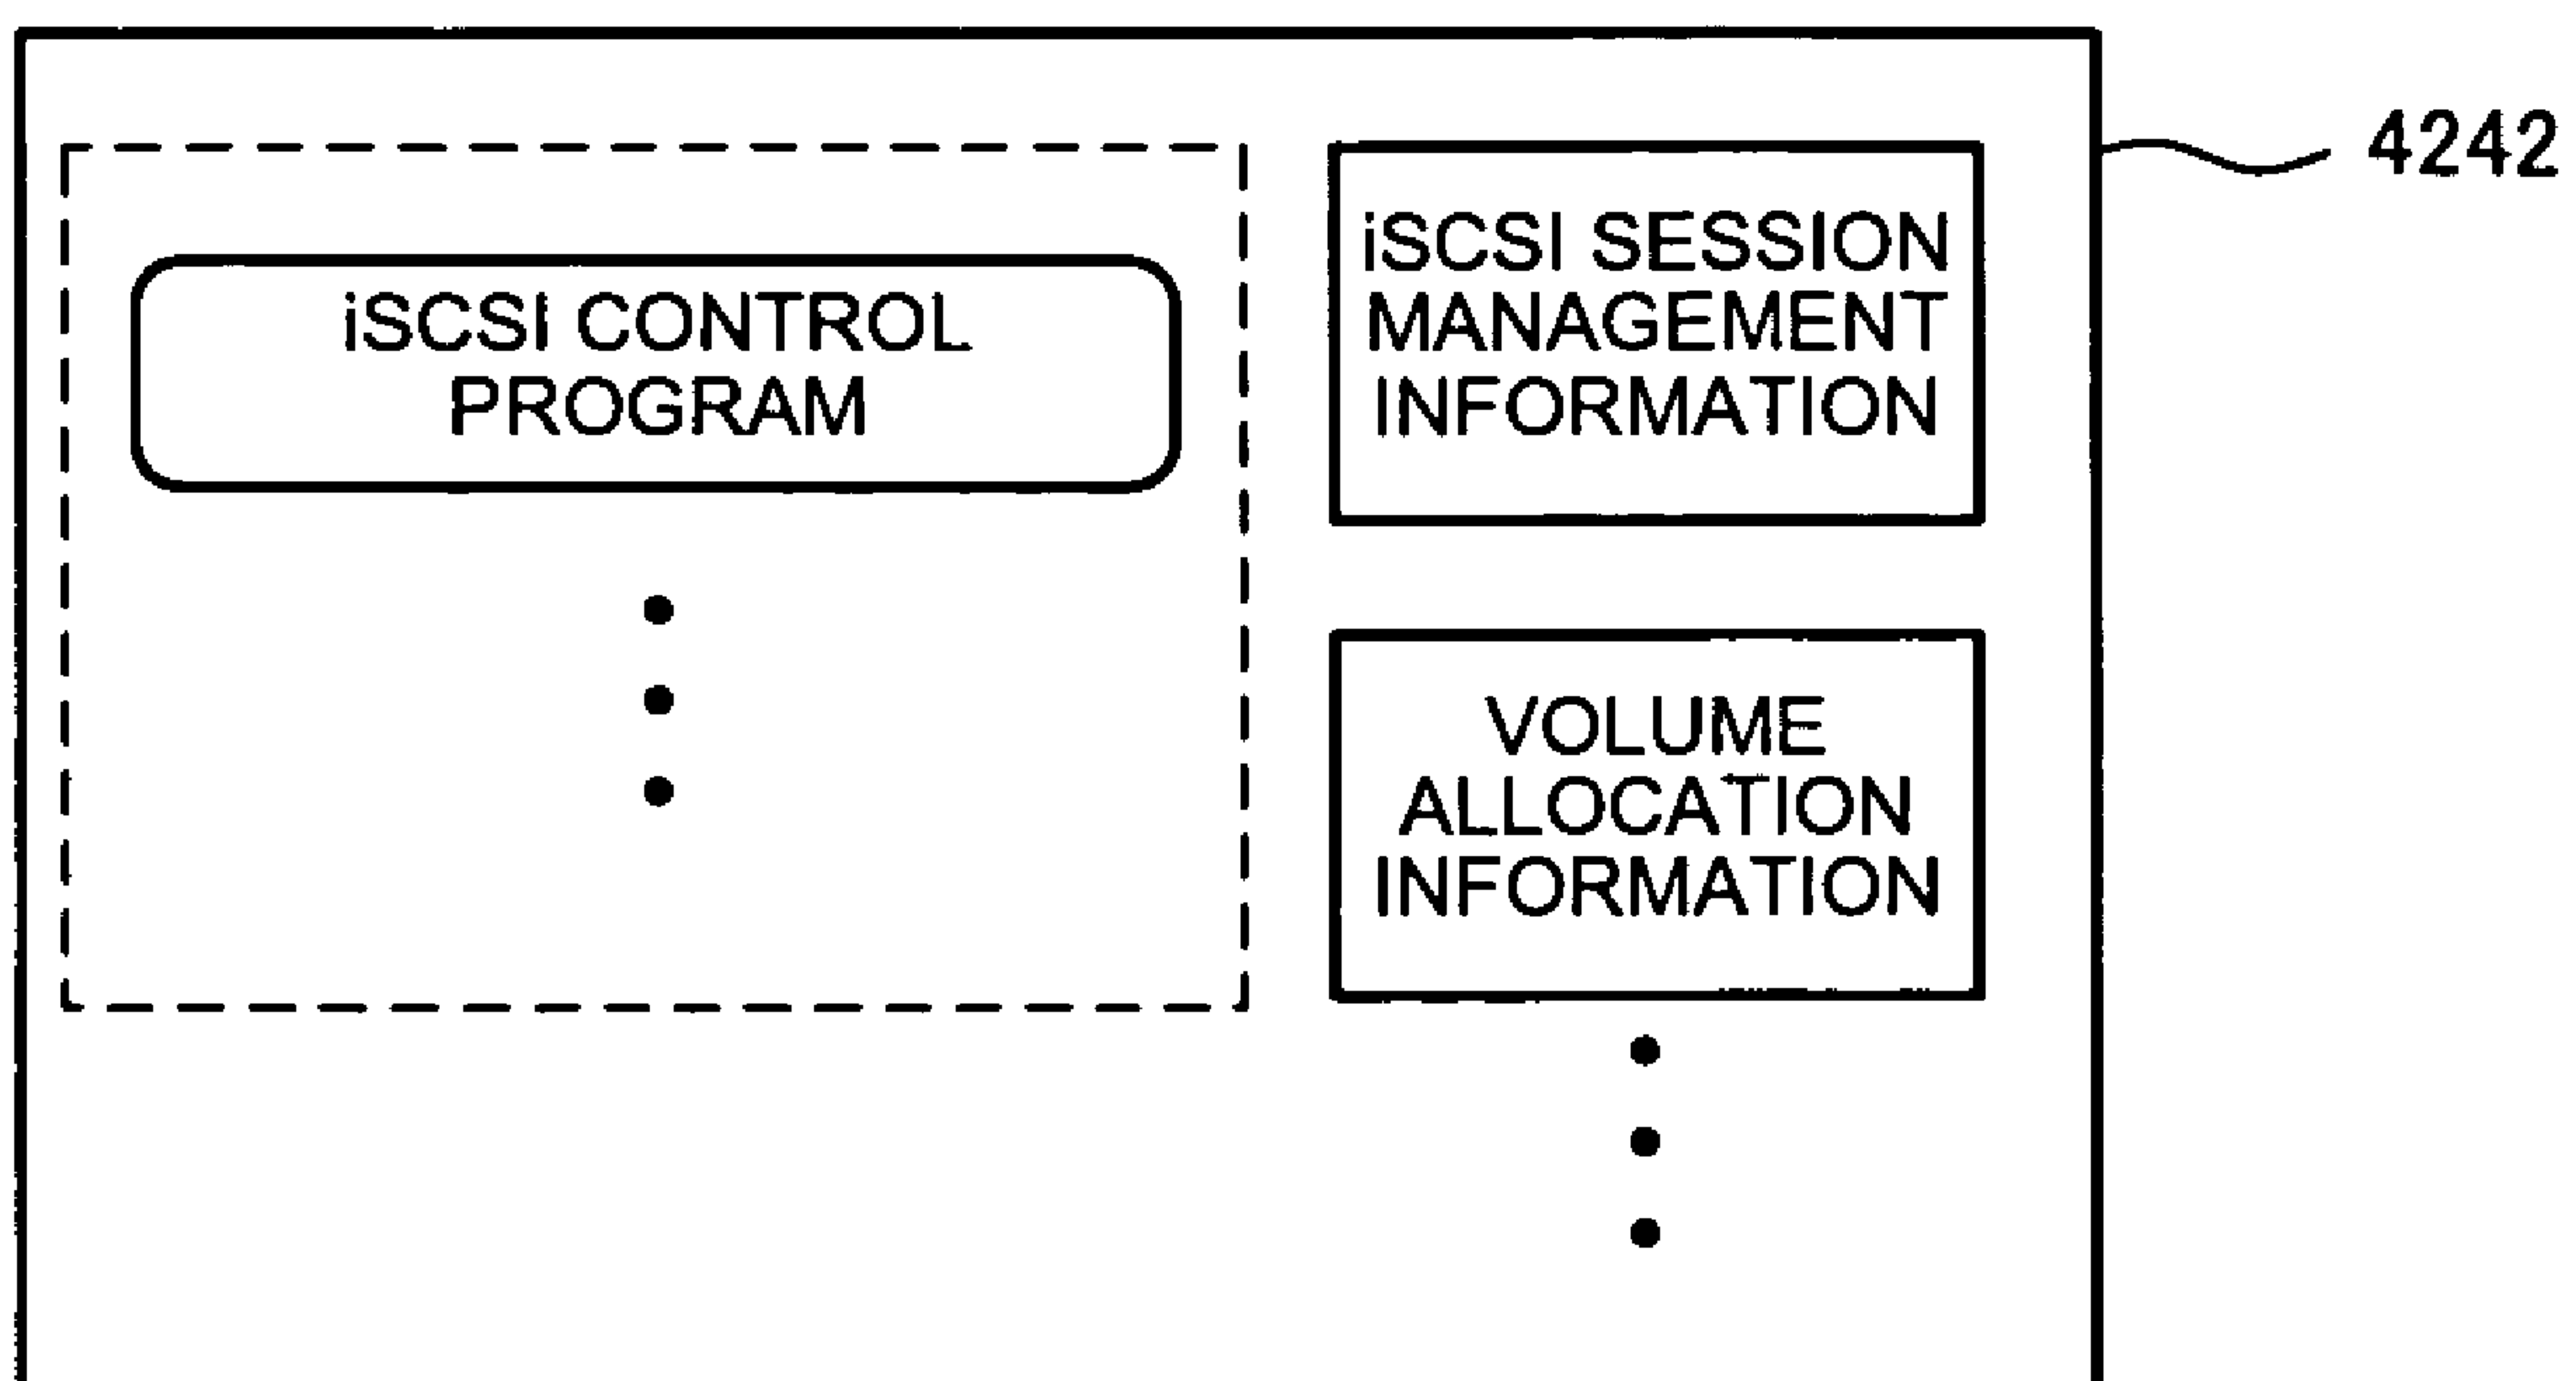 4242
iSCSI CONTROL
PROGRAM
iSCSI SESSION
MANAGEMENT
INFORMATION
VOLUME
ALLOCATION
INFORMATION